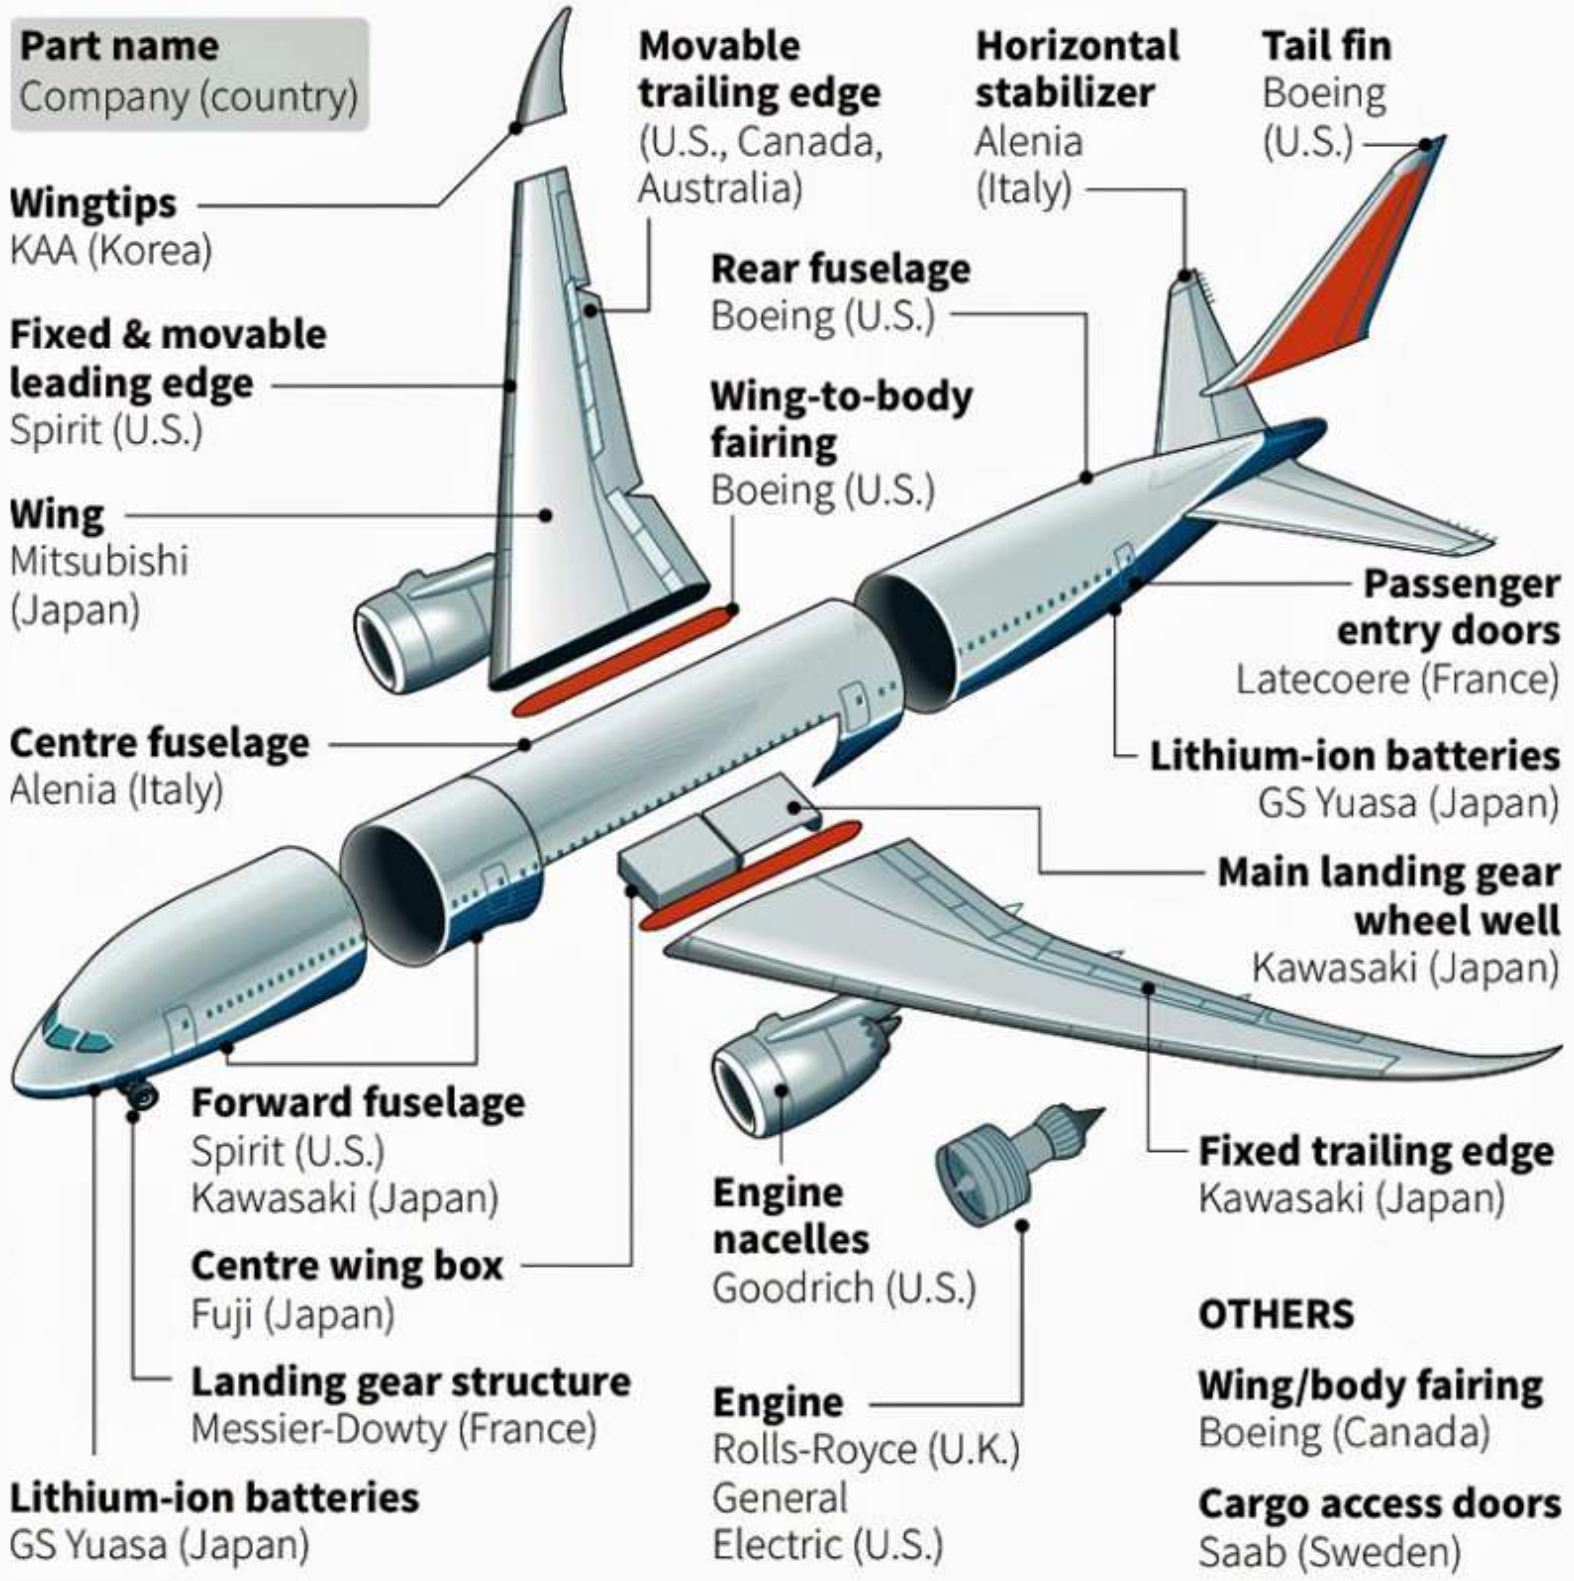 Part name
Company (country)
Wingtips
KAA (Korea)
Fixed & movable
leading edge
Spirit (U.S.)
Wing
Mitsubishi
(Japan)
Centre fuselage
Alenia (Italy)
Movable
trailing edge
(U.S., Canada,
Australia)
Horizontal
stabilizer
Alenia
(Italy)
Tail fin
Boeing
(U.S.)
Rear fuselage
Boeing (U.S.)
Wing-to-body
fairing
Boeing (U.S.)
Passenger
entry doors
Latecoere (France)
Lithium-ion batteries
GS Yuasa (Japan)
Main landing gear
wheel well
Kawasaki (Japan)
Forward fuselage
Spirit (U.S.)
Kawasaki (Japan)
Centre wing box
Fuji (Japan)
Landing gear structure
Messier-Dowty (France)
Lithium-ion batteries
GS Yuasa (Japan)
Engine
nacelles
Goodrich (U.S.)
Engine
Rolls-Royce (U.K.)
General
Electric (U.S.)
Fixed trailing edge
Kawasaki (Japan)
OTHERS
Wing/body fairing
Boeing (Canada)
Cargo access doors
Saab (Sweden)